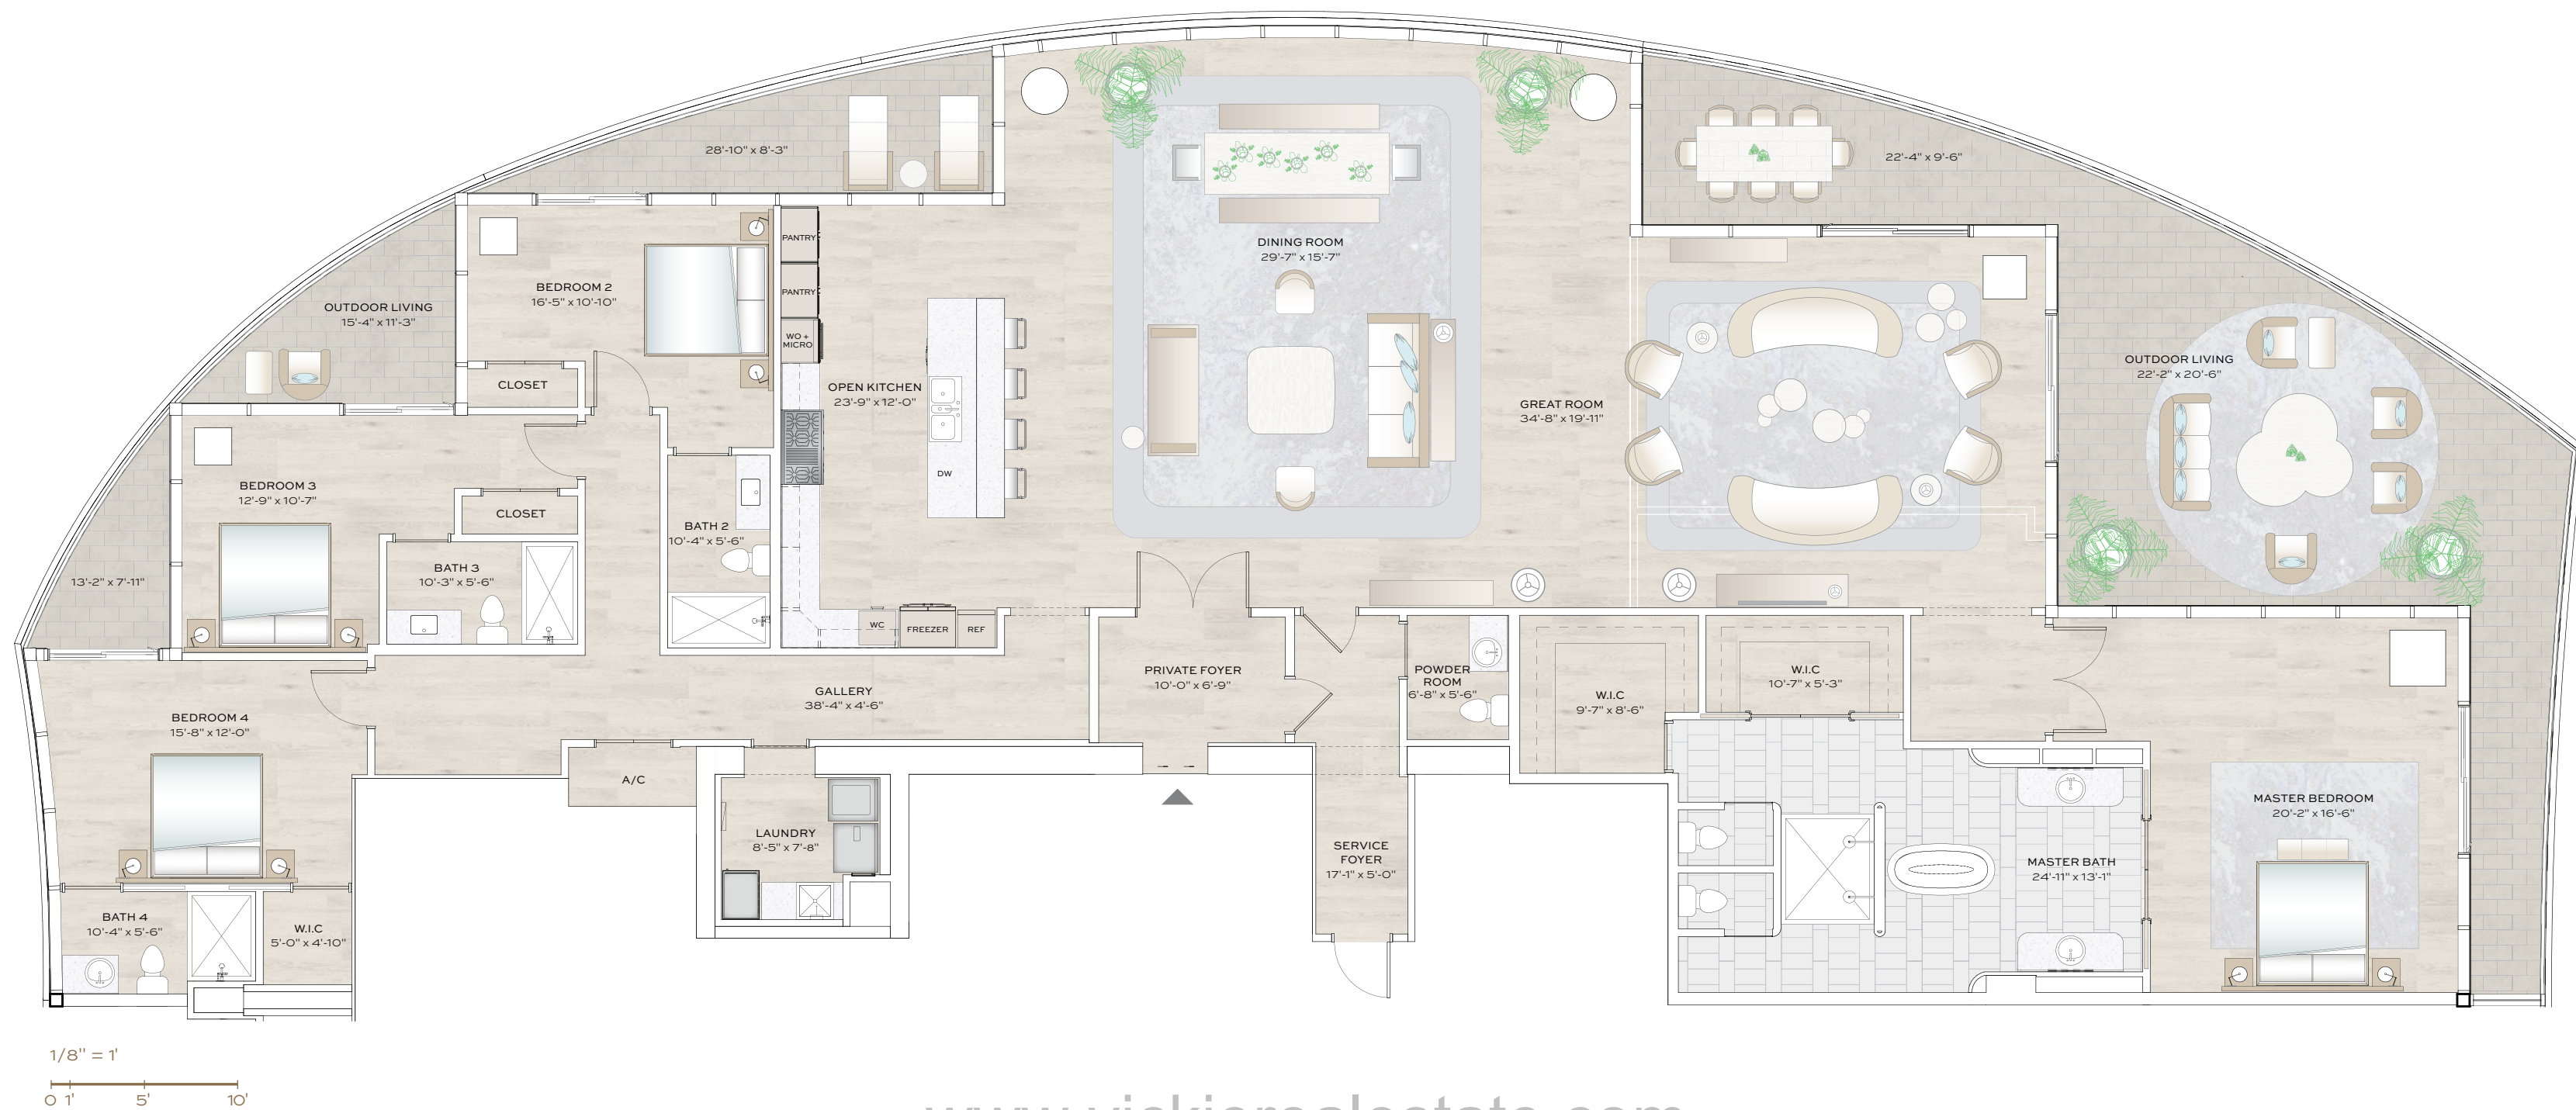 28'-10" x 8'-3"
22'-4" x 9'-6"
PANTRY
DINING ROOM
29'-7" x 15'-7"
BEDROOM 2
16'-5" x 10'-10"
PANTRY
OUTDOOR LIVING
15'-4" x 11'-3"
WO +
MICRO
OUTDOOR LIVING
22'-2" x 20'-6"
CLOSET
OPEN KITCHEN
23'-9" x 12'-0"
GREAT ROOM
34'-8" x 19'-11"
DW
BEDROOM 3
12'-9" x 10'-7"
CLOSET
BATH 2
10'-4" x 5'-6"
BATH 3
10'-3" x 5'-6"
13'-2" x 7'-11"
WC
FREEZER
REF
PRIVATE FOYER
10'-0" x 6'-9"
POWDER
ROOM
6'-8" x 5'-6"
W.I.C
10'-7" x 5'-3"
GALLERY
38'-4" x 4'-6"
W.I.C
9'-7" x 8'-6"
BEDROOM 4
15'-8" x 12'-0"
A/C
MASTER BEDROOM
20'-2" x 16'-6"
LAUNDRY
8'-5" x 7'-8"
SERVICE
FOYER
17'-1" x 5'-0"
MASTER BATH
24'-11" x 13'-1"
BATH 4
10'-4" x 5'-6"
W.I.C
5'-0" x 4'-10"
1/8" = 1'
0 1' 5' 10'